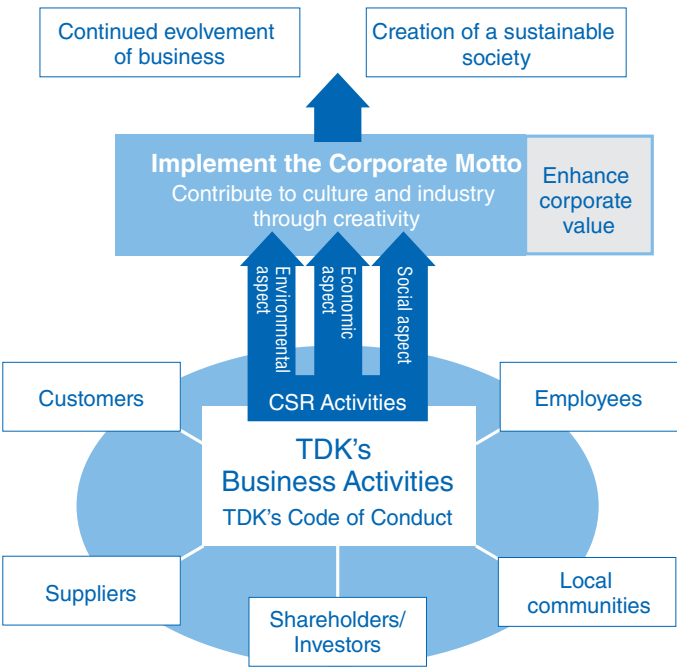 Continued evolvement
of business
Creation of a sustainable
society
Implement the Corporate Motto
Contribute to culture and industry
through creativity
Enhance
corporate
value
Environmental
aspect
Economic
aspect
Social aspect
CSR Activities
Customers
Employees
TDK's
Business Activities
TDK's Code of Conduct
Suppliers
Shareholders/
Investors
Local
communities